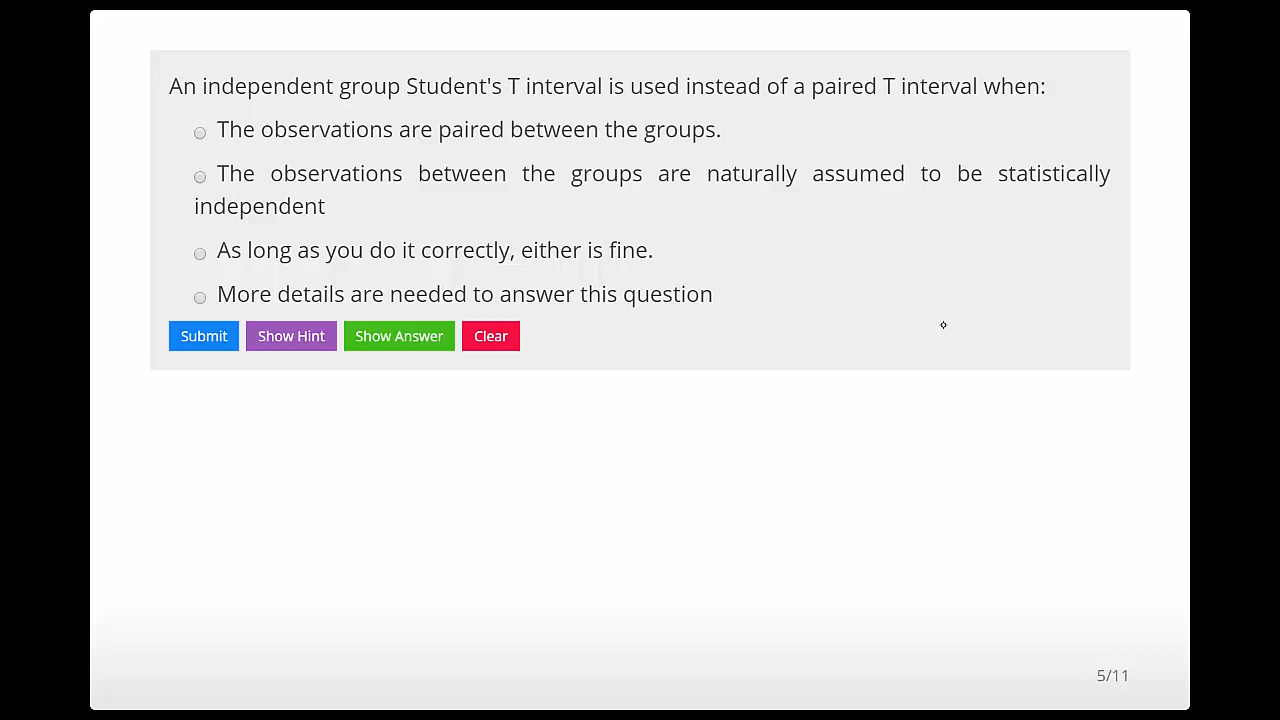 An independent group Student's T interval is used instead of a paired T interval when:
The observations are paired between the groups.
The observations between the groups are naturally assumed to be statistically
independent
As long as you do it correctly, either is fine.
More details are needed to answer this question
Submit Show Hint Show Answer Clear
5/11